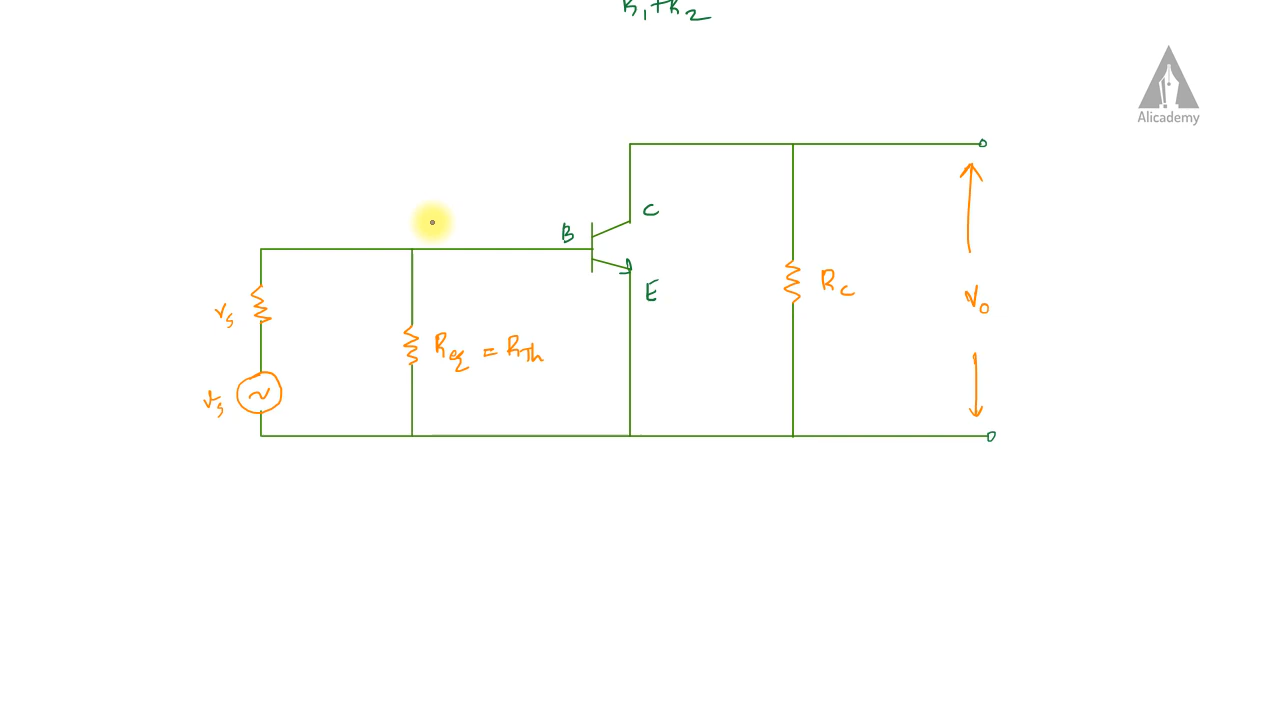 R₁+R₂
Alicademy
C
B
E
rs
Rc
Vo
Req = RTh
vs